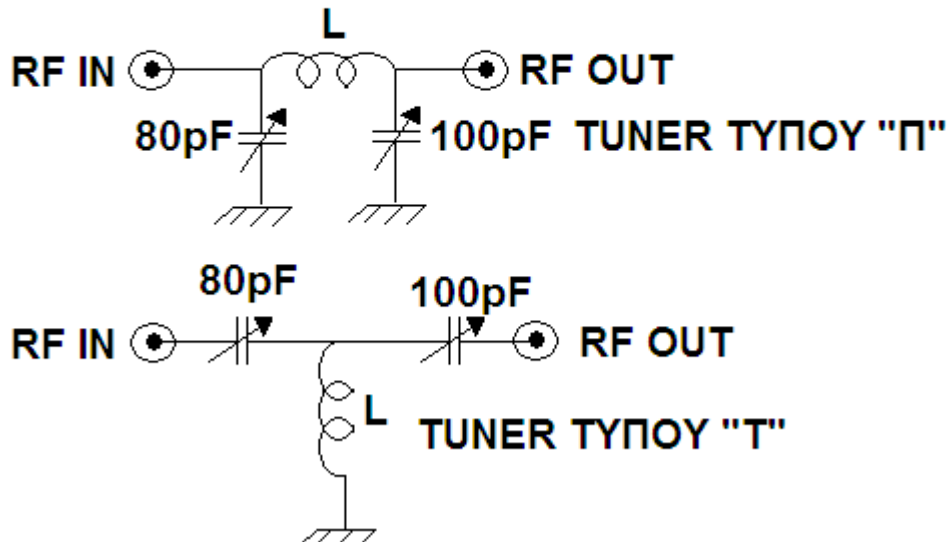 L
RF IN RF OUT
80pF 100pF TUNER ΤΥΠΟΥ "Π"
80pF 100pF
RF IN RF OUT
L TUNER ΤΥΠΟΥ "Τ"